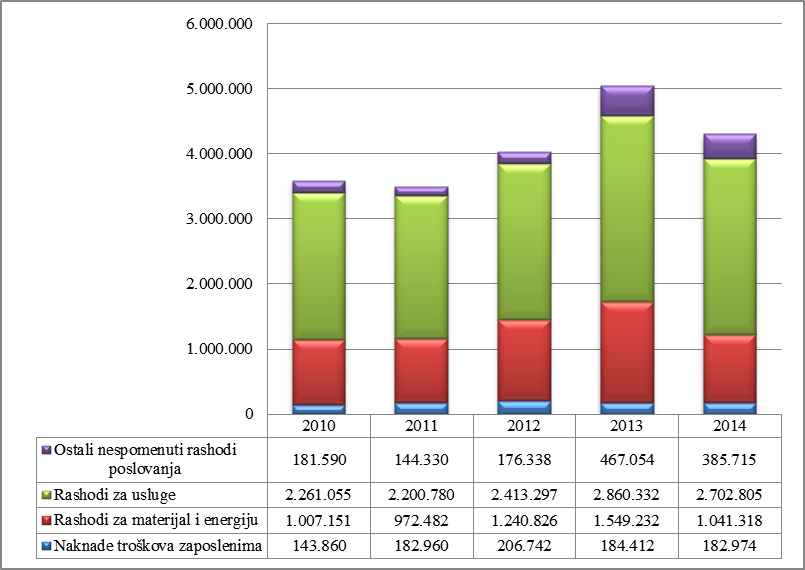 6.000.000
5.000.000
4.000.000
3.000.000
2.000.000
1.000.000
0
2010 2011 2012 2013 2014
Ostali nespomenuti rashodi
poslovanja
181.590 144.330 176.338 467.054 385.715
Rashodi za usluge 2.261.055 2.200.780 2.413.297 2.860.332 2.702.805
Rashodi za materijal i energiju 1.007.151 972.482 1.240.826 1.549.232 1.041.318
Naknade troškova zaposlenima 143.860 182.960 206.742 184.412 182.974